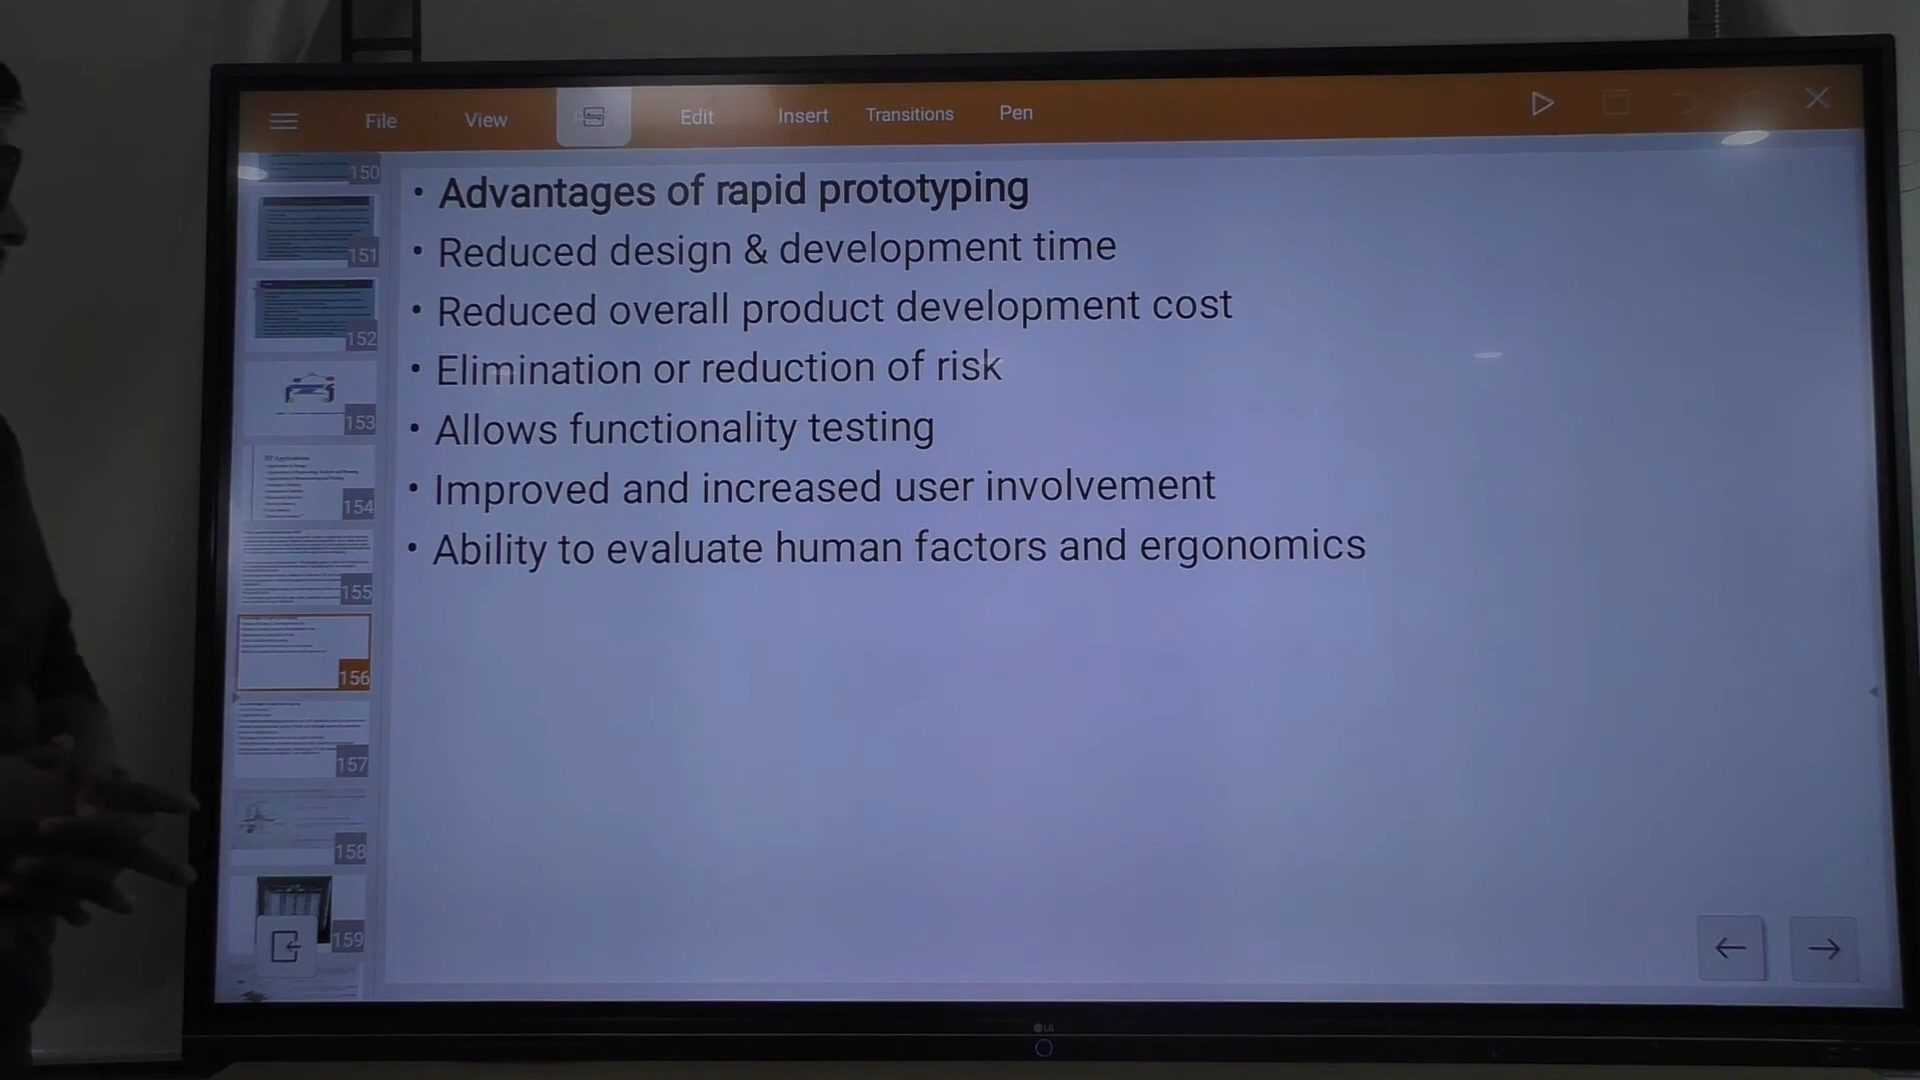 File View Edit Insert Transitions Pen
150
151
152
153
154
155
156
157
158
159
• Advantages of rapid prototyping
• Reduced design & development time
• Reduced overall product development cost
• Elimination or reduction of risk
• Allows functionality testing
• Improved and increased user involvement
• Ability to evaluate human factors and ergonomics
LG